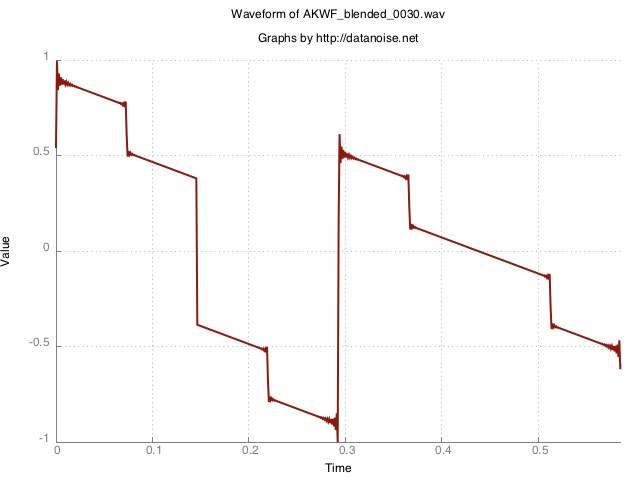 Waveform of AKWF_blended_0030.wav
Graphs by http://datanoise.net
1
0.5
0
-0.5
-1
Value
0 0.1 0.2 0.3 0.4 0.5
Time